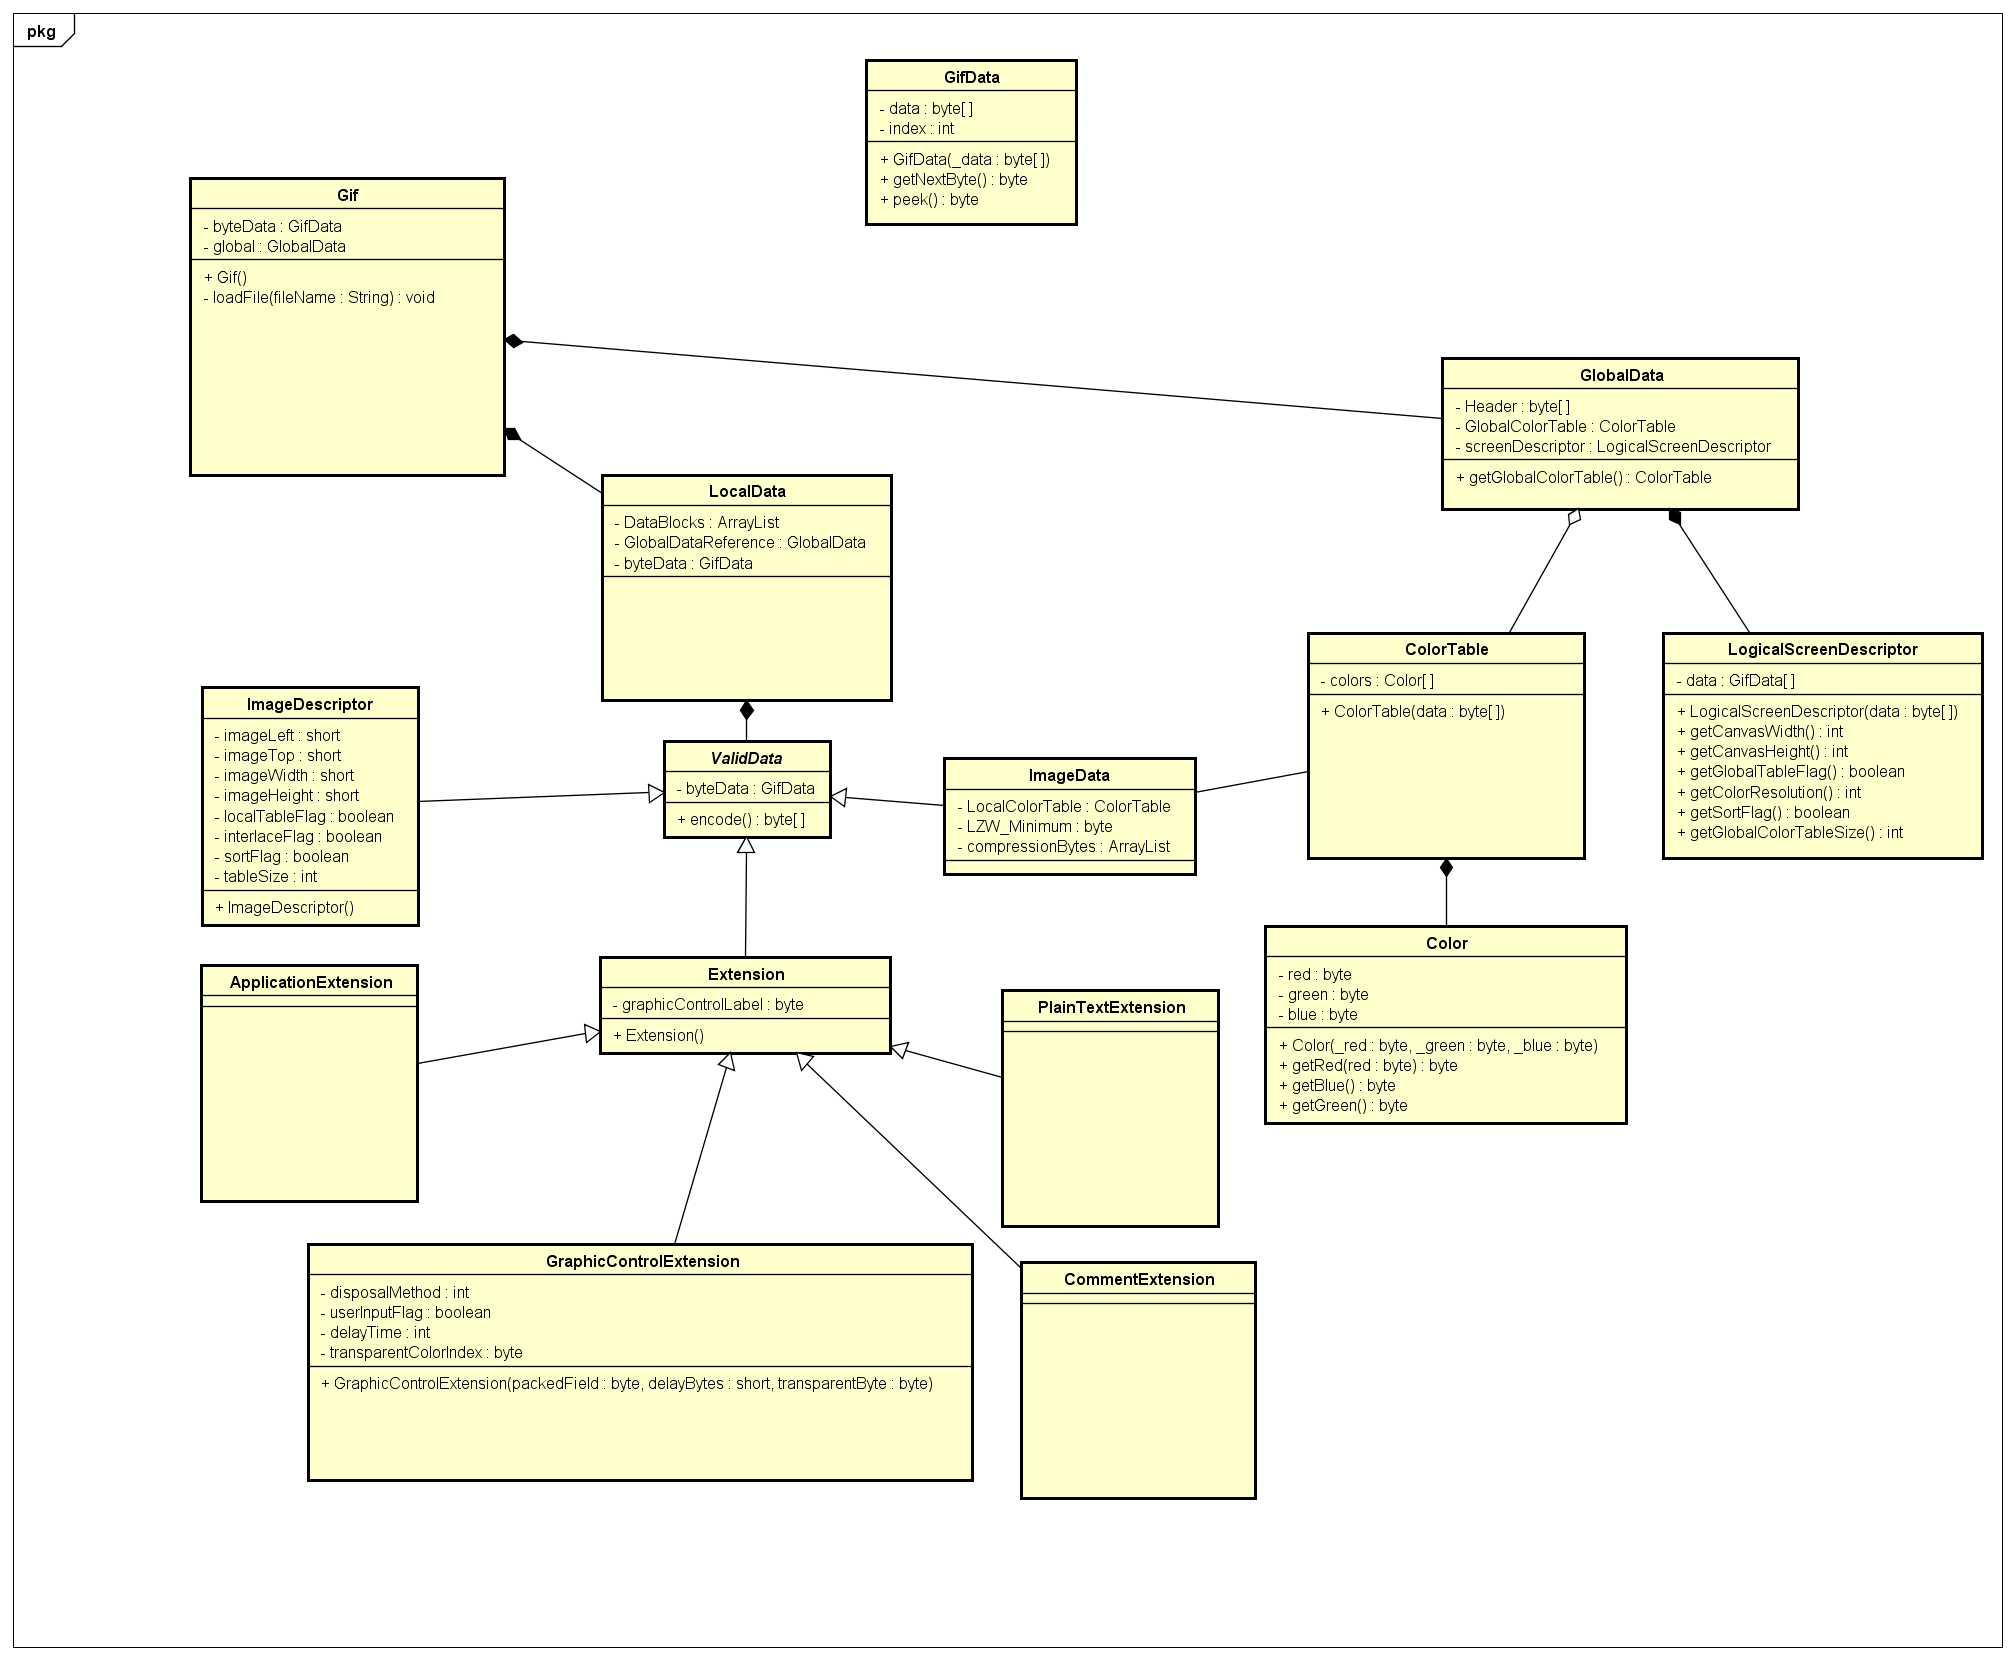 pkg
GifData
- data : byte[ ]
- index : int
+ GifData(_data : byte[ ])
+ getNextByte() : byte
+ peek() : byte
Gif
- byteData : GifData
- global : GlobalData
+ Gif()
- loadFile(fileName : String) : void
GlobalData
- Header : byte[ ]
- GlobalColorTable : ColorTable
- screenDescriptor : LogicalScreenDescriptor
+ getGlobalColorTable() : ColorTable
LocalData
- DataBlocks : ArrayList
- GlobalDataReference : GlobalData
- byteData : GifData
ColorTable
- colors : Color[ ]
+ ColorTable(data : byte[ ])
LogicalScreenDescriptor
- data : GifData[ ]
+ LogicalScreenDescriptor(data : byte[ ])
+ getCanvasWidth() : int
+ getCanvasHeight() : int
+ getGlobalTableFlag() : boolean
+ getColorResolution() : int
+ getSortFlag() : boolean
+ getGlobalColorTableSize() : int
ImageDescriptor
- imageLeft : short
- imageTop : short
- imageWidth : short
- imageHeight : short
- localTableFlag : boolean
- interlaceFlag : boolean
- sortFlag : boolean
- tableSize : int
+ ImageDescriptor()
ValidData
- byteData : GifData
+ encode() : byte[ ]
ImageData
- LocalColorTable : ColorTable
- LZW_Minimum : byte
- compressionBytes : ArrayList
Color
- red : byte
- green : byte
- blue : byte
+ Color(_red : byte, _green : byte, _blue : byte)
+ getRed(red : byte) : byte
+ getBlue() : byte
+ getGreen() : byte
ApplicationExtension
Extension
- graphicControlLabel : byte
+ Extension()
PlainTextExtension
GraphicControlExtension
- disposalMethod : int
- userInputFlag : boolean
- delayTime : int
- transparentColorIndex : byte
+ GraphicControlExtension(packedField : byte, delayBytes : short, transparentByte : byte)
CommentExtension